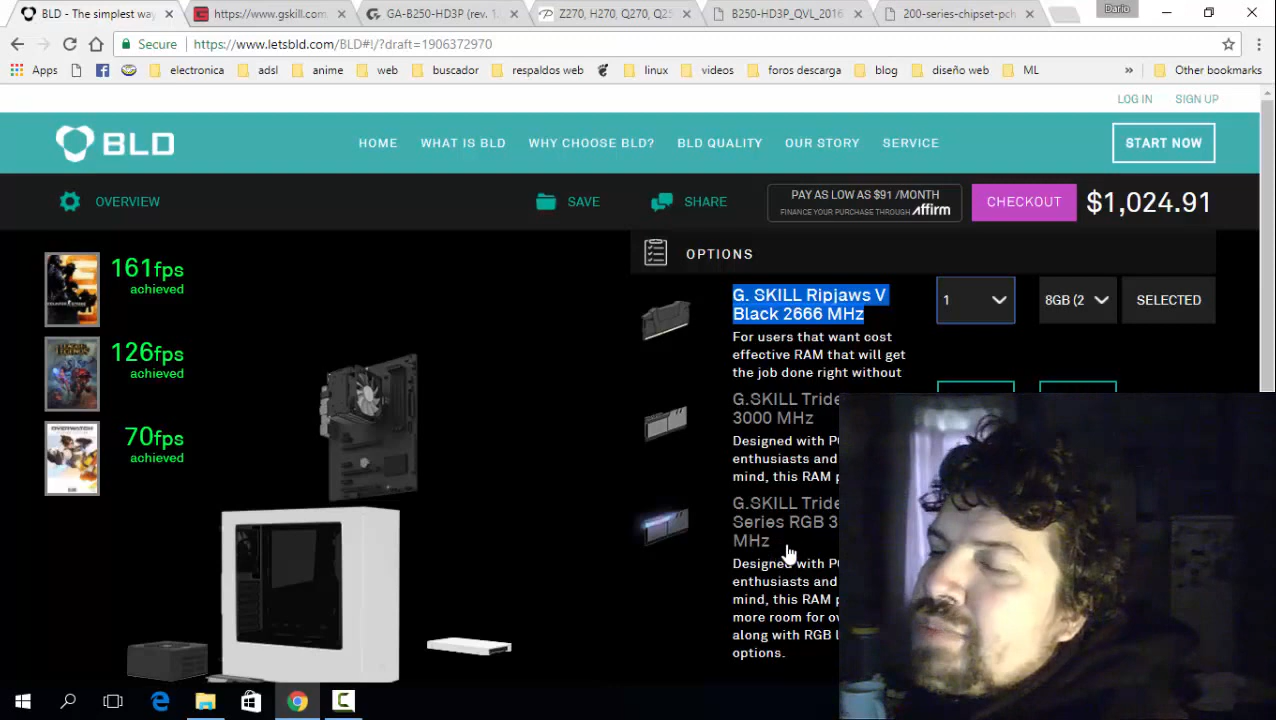 BLD - The simplest way
https://www.gskill.com
GA-B250-HD3P (rev. 1.
Z270, H270, Q270, Q25
B250-HD3P_QVL_2016
200-series-chipset-pch
Dario
Secure
https://www.letsbld.com/BLD#!/?draft=1906372970
Apps
electronica
adsl
anime
web
buscador
respaldos web
linux
videos
foros descarga
blog
diseño web
ML
»
Other bookmarks
LOG IN
SIGN UP
BLD
HOME
WHAT IS BLD
WHY CHOOSE BLD?
BLD QUALITY
OUR STORY
SERVICE
START NOW
OVERVIEW
SAVE
SHARE
PAY AS LOW AS $91 /MONTH
FINANCE YOUR PURCHASE THROUGH affirm
CHECKOUT
$1,024.91
161fps
achieved
126fps
achieved
70fps
achieved
OPTIONS
G. SKILL Ripjaws V
Black 2666 MHz
1
8GB (2
SELECTED
For users that want cost
effective RAM that will get
the job done right without
G.SKILL Tride
3000 MHz
Designed with P
enthusiasts and
mind, this RAM p
G.SKILL Tride
Series RGB 3
MHz
Designed with P
enthusiasts and
mind, this RAM p
more room for ov
along with RGB l
options.